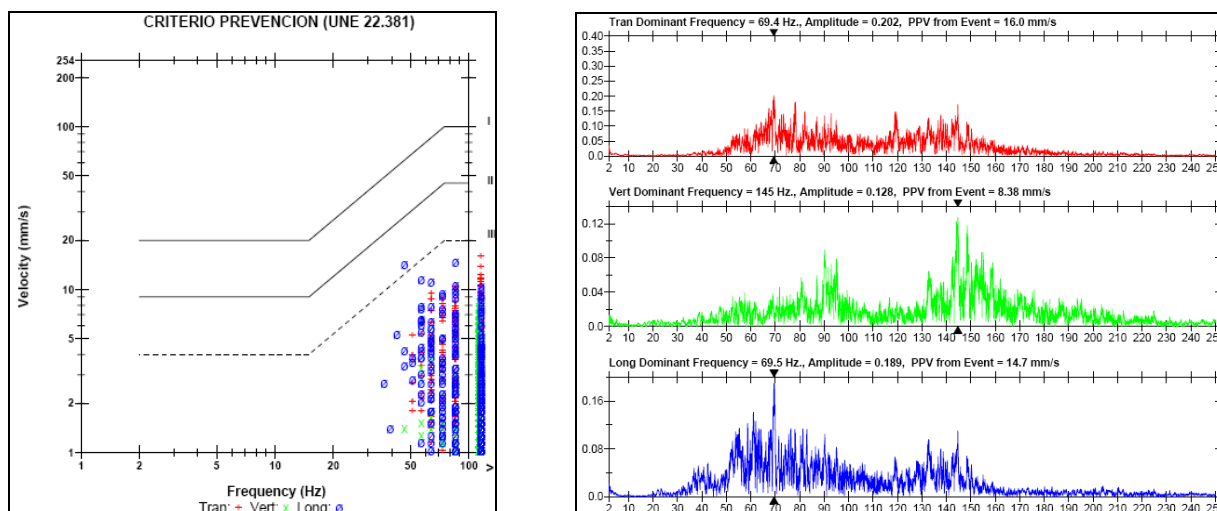 CRITERIO PREVENCION (UNE 22.381)
254
200
100
50
20
10
5
2
1
Velocity (mm/s)
I
II
III
1 2 5 10 20 50 100 >
Frequency (Hz)
Tran: + Vert: x Long: ø
Tran Dominant Frequency = 69.4 Hz., Amplitude = 0.202, PPV from Event = 16.0 mm/s
0.40
0.35
0.30
0.25
0.20
0.15
0.10
0.05
0.0
2 10 20 30 40 50 60 70 80 90 100 110 120 130 140 150 160 170 180 190 200 210 220 230 240 25
Vert Dominant Frequency = 145 Hz., Amplitude = 0.128, PPV from Event = 8.38 mm/s
0.12
0.08
0.04
0.0
2 10 20 30 40 50 60 70 80 90 100 110 120 130 140 150 160 170 180 190 200 210 220 230 240 25
Long Dominant Frequency = 69.5 Hz., Amplitude = 0.189, PPV from Event = 14.7 mm/s
0.16
0.08
0.0
2 10 20 30 40 50 60 70 80 90 100 110 120 130 140 150 160 170 180 190 200 210 220 230 240 25